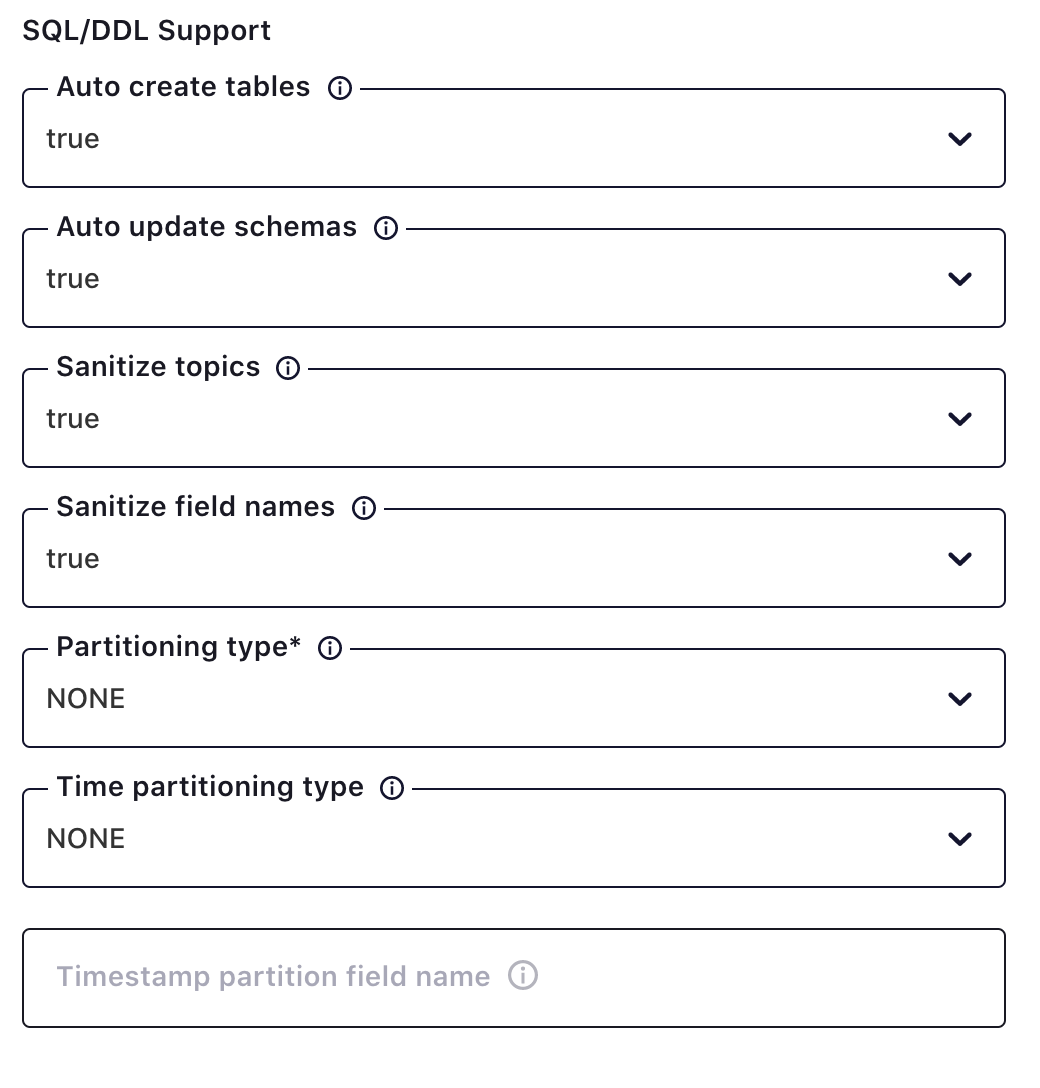 SQL/DDL Support
Auto create tables
true
Auto update schemas
true
Sanitize topics
true
Sanitize field names
true
Partitioning type*
NONE
Time partitioning type
NONE
Timestamp partition field name